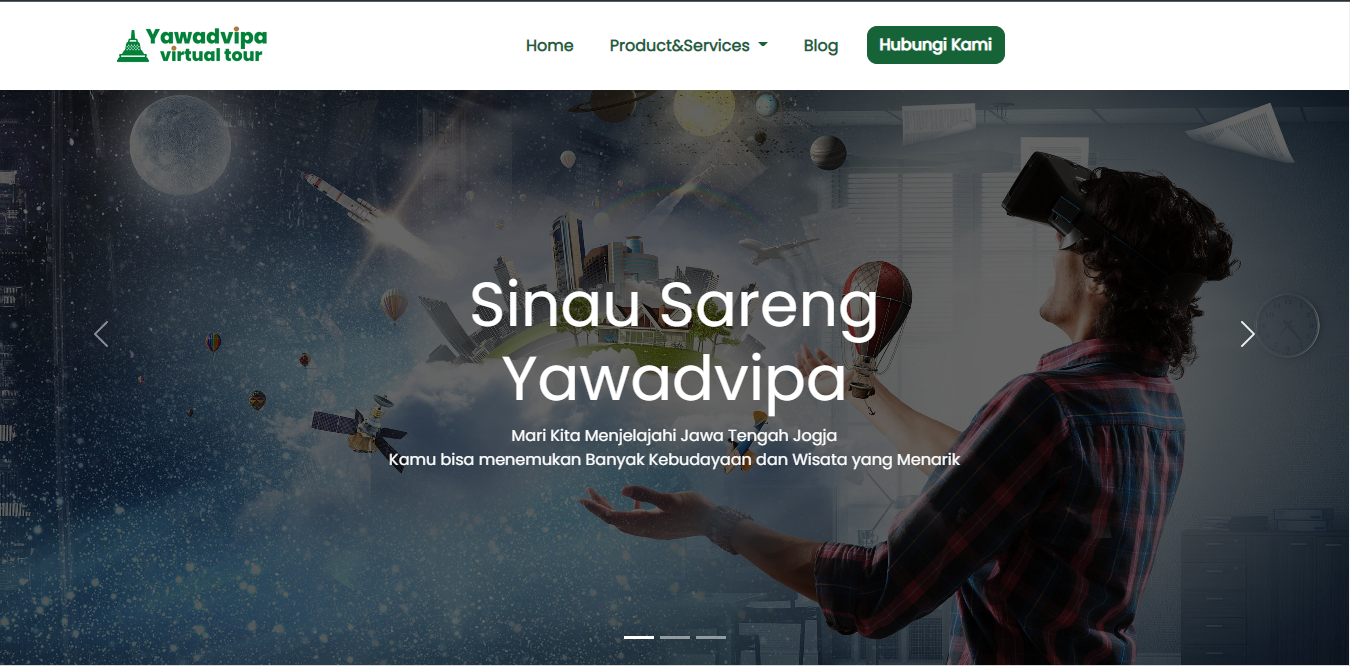 Yawadvipa
virtual tour
Home
Product&Services
Blog
Hubungi Kami
Sinau Sareng
Yawadvipa
Mari Kita Menjelajahi Jawa Tengah Jogja
Kamu bisa menemukan Banyak Kebudayaan dan Wisata yang Menarik